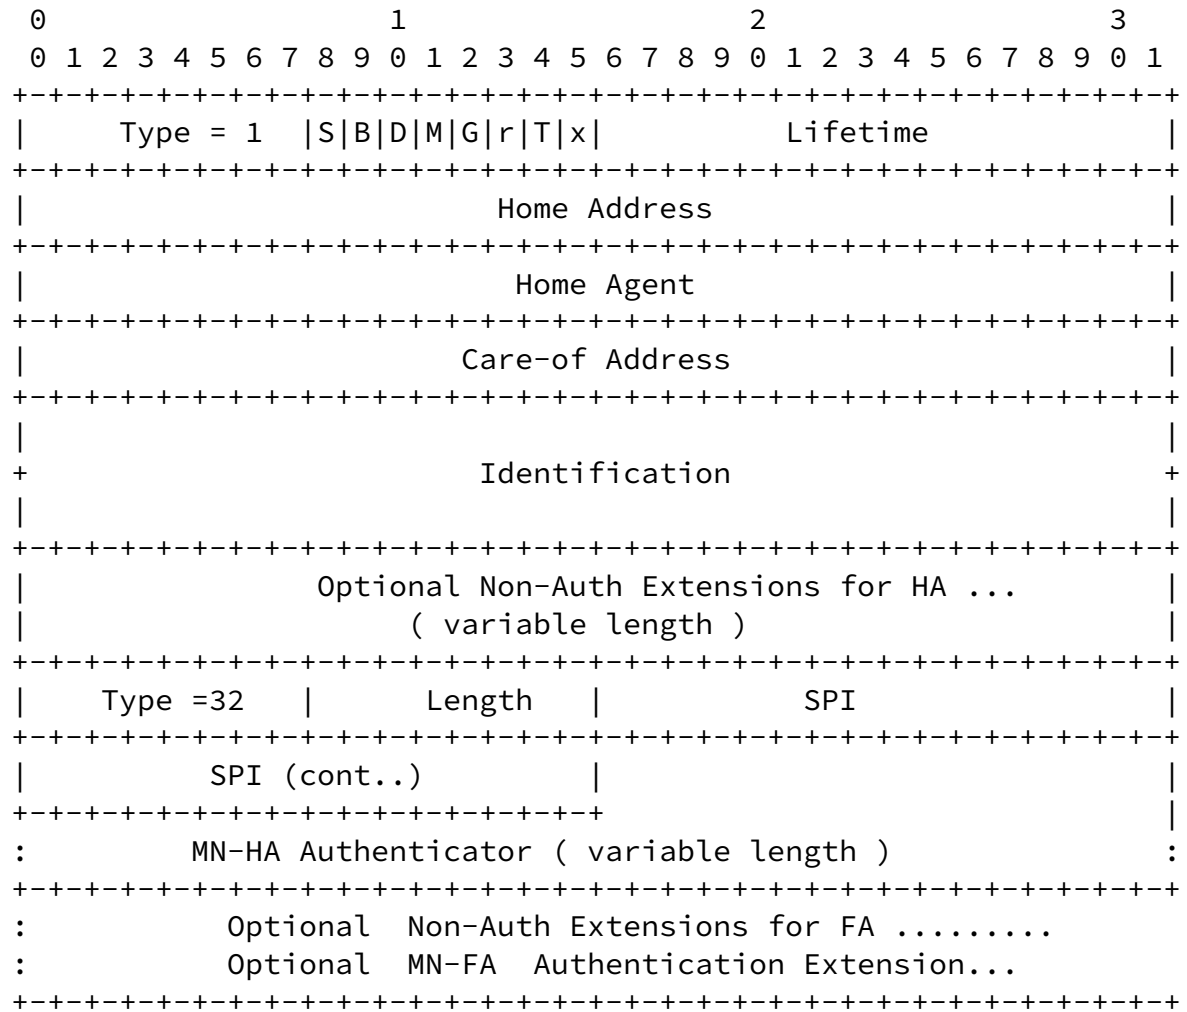 0                   1                   2                   3
 0 1 2 3 4 5 6 7 8 9 0 1 2 3 4 5 6 7 8 9 0 1 2 3 4 5 6 7 8 9 0 1
+-+-+-+-+-+-+-+-+-+-+-+-+-+-+-+-+-+-+-+-+-+-+-+-+-+-+-+-+-+-+-+-+
|     Type = 1  |S|B|D|M|G|r|T|x|          Lifetime             |
+-+-+-+-+-+-+-+-+-+-+-+-+-+-+-+-+-+-+-+-+-+-+-+-+-+-+-+-+-+-+-+-+
|                          Home Address                         |
+-+-+-+-+-+-+-+-+-+-+-+-+-+-+-+-+-+-+-+-+-+-+-+-+-+-+-+-+-+-+-+-+
|                           Home Agent                          |
+-+-+-+-+-+-+-+-+-+-+-+-+-+-+-+-+-+-+-+-+-+-+-+-+-+-+-+-+-+-+-+-+
|                        Care-of Address                        |
+-+-+-+-+-+-+-+-+-+-+-+-+-+-+-+-+-+-+-+-+-+-+-+-+-+-+-+-+-+-+-+-+
|                                                               |
+                         Identification                        +
|                                                               |
+-+-+-+-+-+-+-+-+-+-+-+-+-+-+-+-+-+-+-+-+-+-+-+-+-+-+-+-+-+-+-+-+
|                Optional Non-Auth Extensions for HA ...        |
|                     ( variable length )                       |
+-+-+-+-+-+-+-+-+-+-+-+-+-+-+-+-+-+-+-+-+-+-+-+-+-+-+-+-+-+-+-+-+
|    Type =32   |      Length   |           SPI                 |
+-+-+-+-+-+-+-+-+-+-+-+-+-+-+-+-+-+-+-+-+-+-+-+-+-+-+-+-+-+-+-+-+
|          SPI (cont..)         |                               |
+-+-+-+-+-+-+-+-+-+-+-+-+-+-+-+-+                               |
:         MN-HA Authenticator ( variable length )               :
+-+-+-+-+-+-+-+-+-+-+-+-+-+-+-+-+-+-+-+-+-+-+-+-+-+-+-+-+-+-+-+-+
:           Optional  Non-Auth Extensions for FA .........
:           Optional  MN-FA  Authentication Extension...
+-+-+-+-+-+-+-+-+-+-+-+-+-+-+-+-+-+-+-+-+-+-+-+-+-+-+-+-+-+-+-+-+